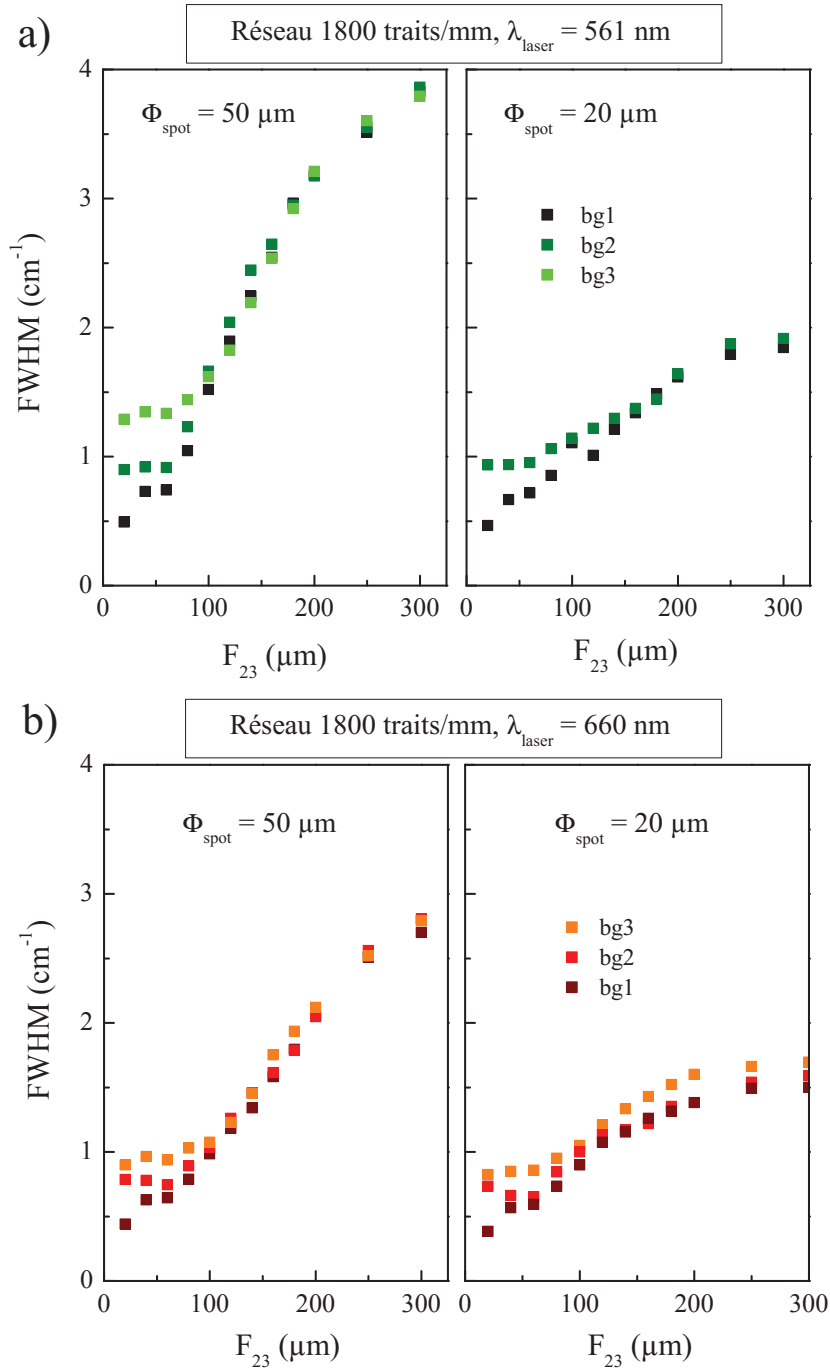 a)
Réseau 1800 traits/mm, λlaser = 561 nm
Φspot = 50 µm
Φspot = 20 µm
bg1
bg2
bg3
FWHM (cm-1)
4
3
2
1
0
0 100 200 300
0 100 200 300
F23 (µm)
F23 (µm)
b)
Réseau 1800 traits/mm, λlaser = 660 nm
Φspot = 50 µm
Φspot = 20 µm
bg3
bg2
bg1
FWHM (cm-1)
4
3
2
1
0
0 100 200 300
0 100 200 300
F23 (µm)
F23 (µm)